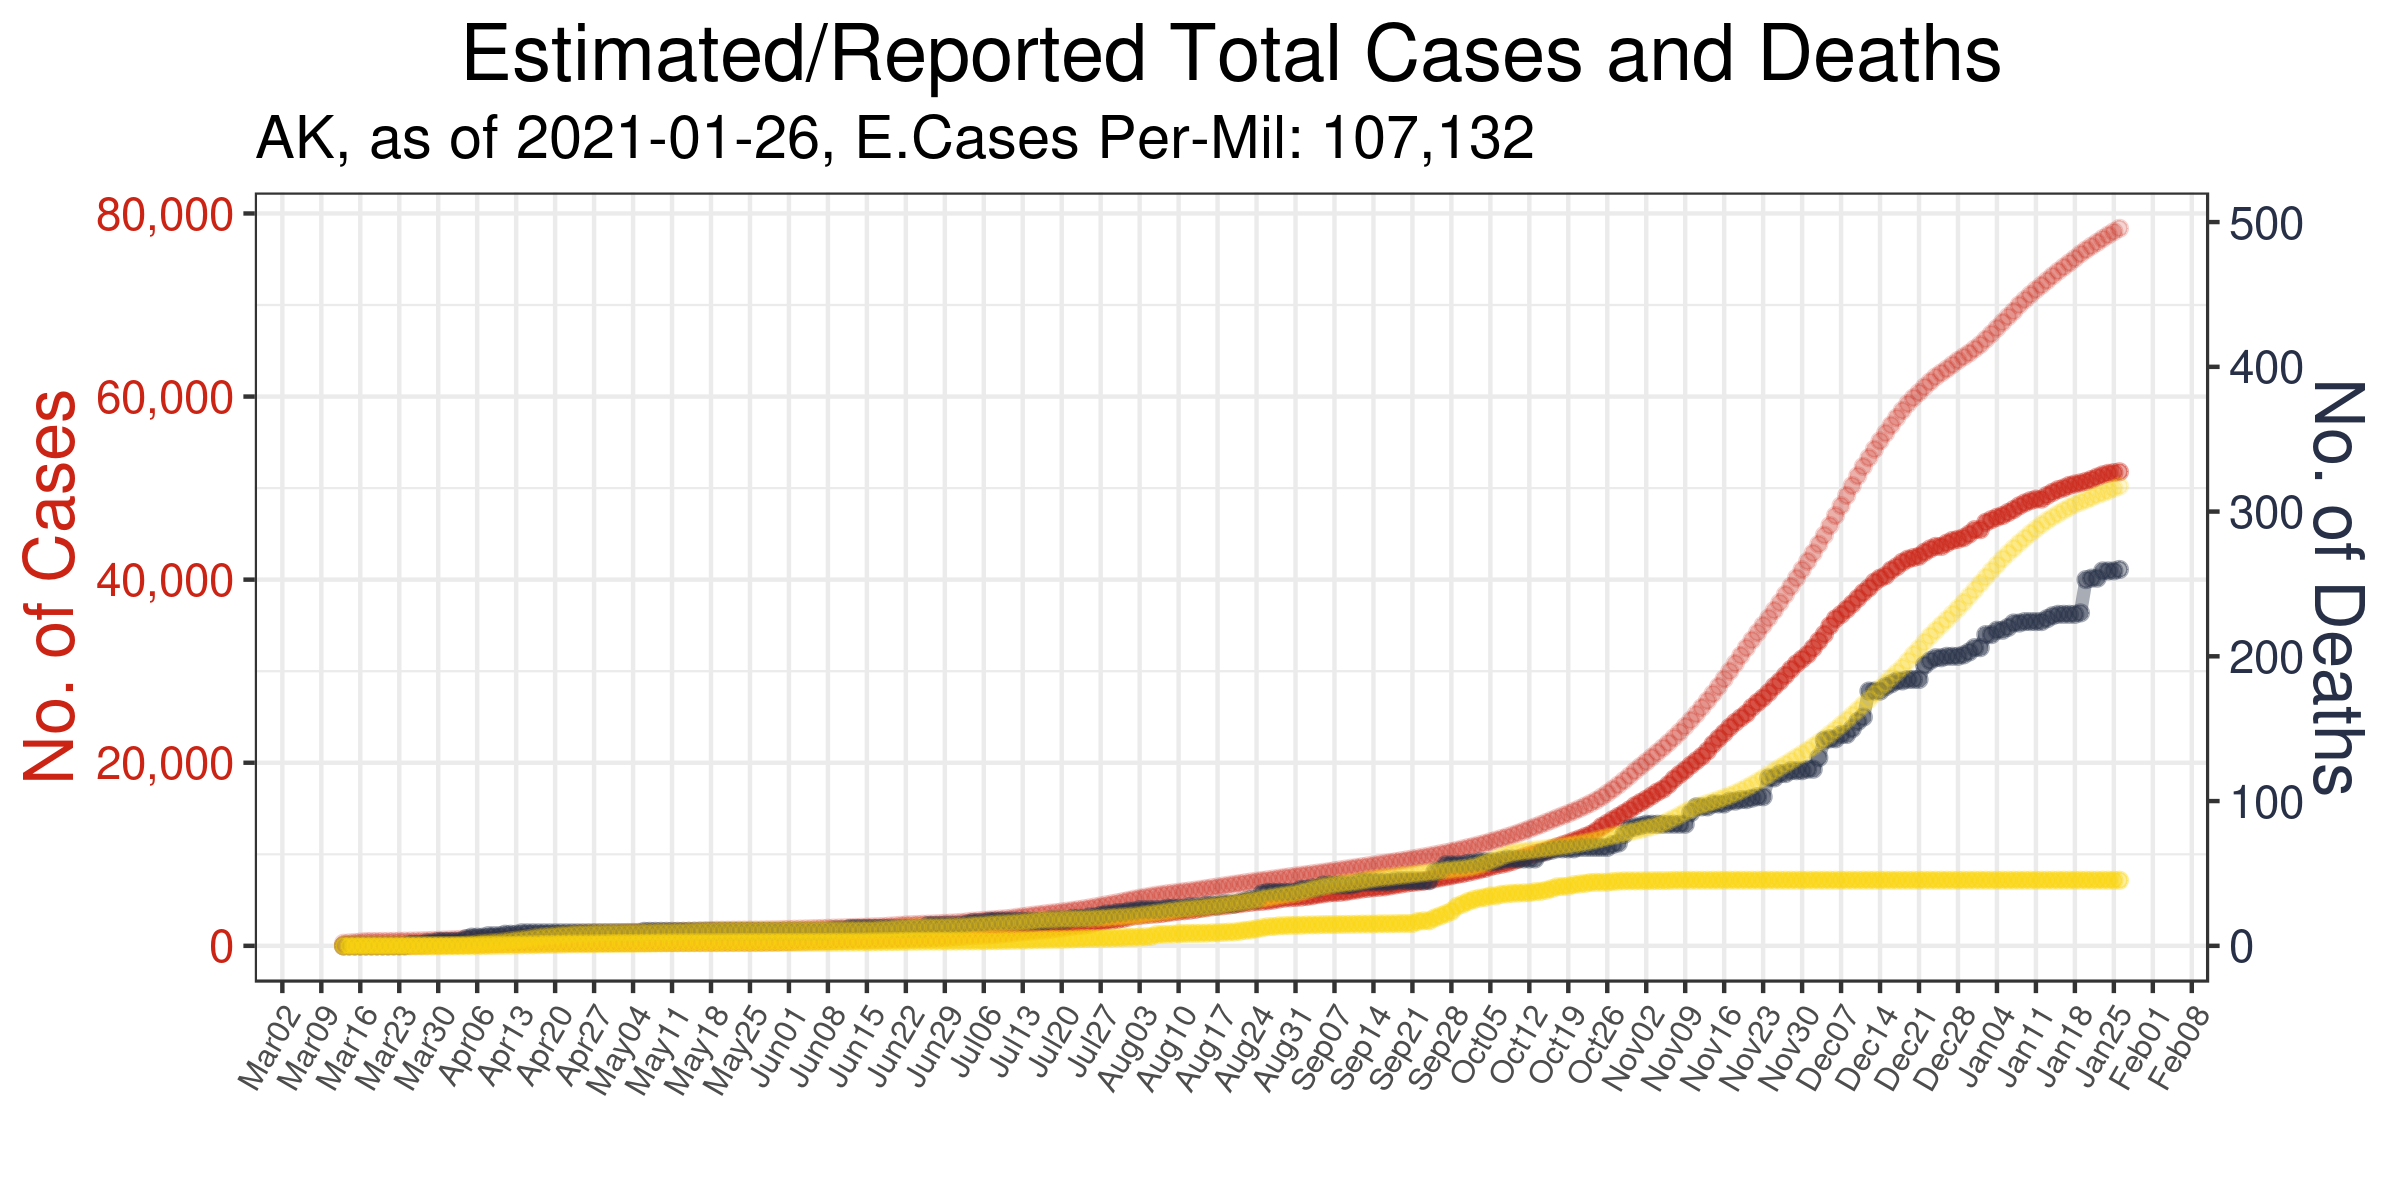 Estimated/Reported Total Cases and Deaths
AK, as of 2021-01-26, E.Cases Per-Mil: 107,132
No. of Cases
80,000
60,000
40,000
20,000
0
500
400
300
200
100
0
No. of Deaths
Mar02
Mar09
Mar16
Mar23
Mar30
Apr06
Apr13
Apr20
Apr27
May04
May11
May18
May25
Jun01
Jun08
Jun15
Jun22
Jun29
Jul06
Jul13
Jul20
Jul27
Aug03
Aug10
Aug17
Aug24
Aug31
Sep07
Sep14
Sep21
Sep28
Oct05
Oct12
Oct19
Oct26
Nov02
Nov09
Nov16
Nov23
Nov30
Dec07
Dec14
Dec21
Dec28
Jan04
Jan11
Jan18
Jan25
Feb01
Feb08